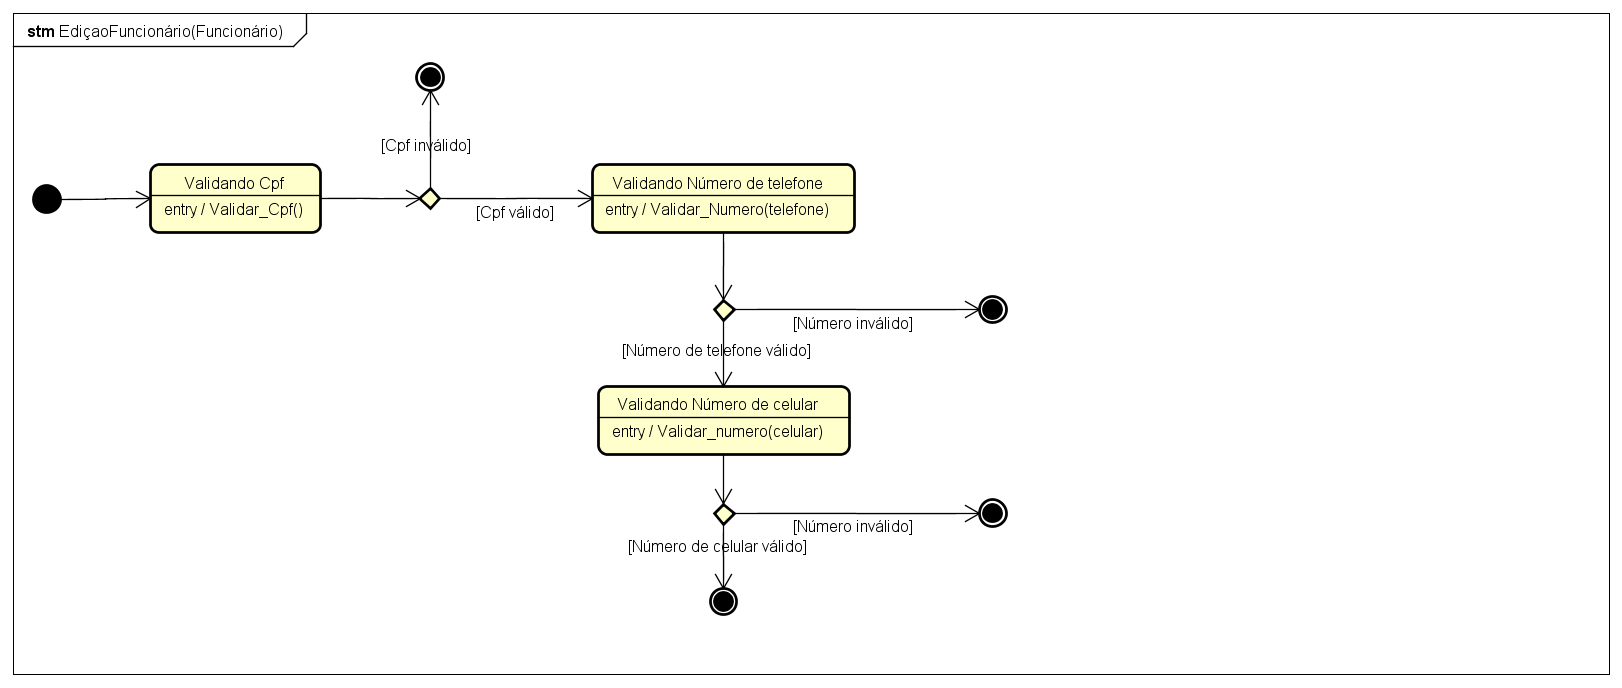 stm EdiçaoFuncionário(Funcionário)
[Cpf inválido]
Validando Cpf
entry / Validar_Cpf()
[Cpf válido]
Validando Número de telefone
entry / Validar_Numero(telefone)
[Número inválido]
[Número de telefone válido]
Validando Número de celular
entry / Validar_numero(celular)
[Número inválido]
[Número de celular válido]